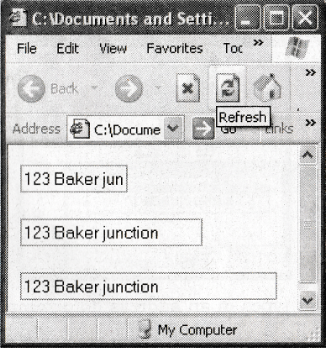 C:\Documents and Setti...
File Edit View Favorites Toc »
Back »
Address C:\Docume Go Links »
Refresh
123 Baker jun
123 Baker junction
123 Baker junction
My Computer